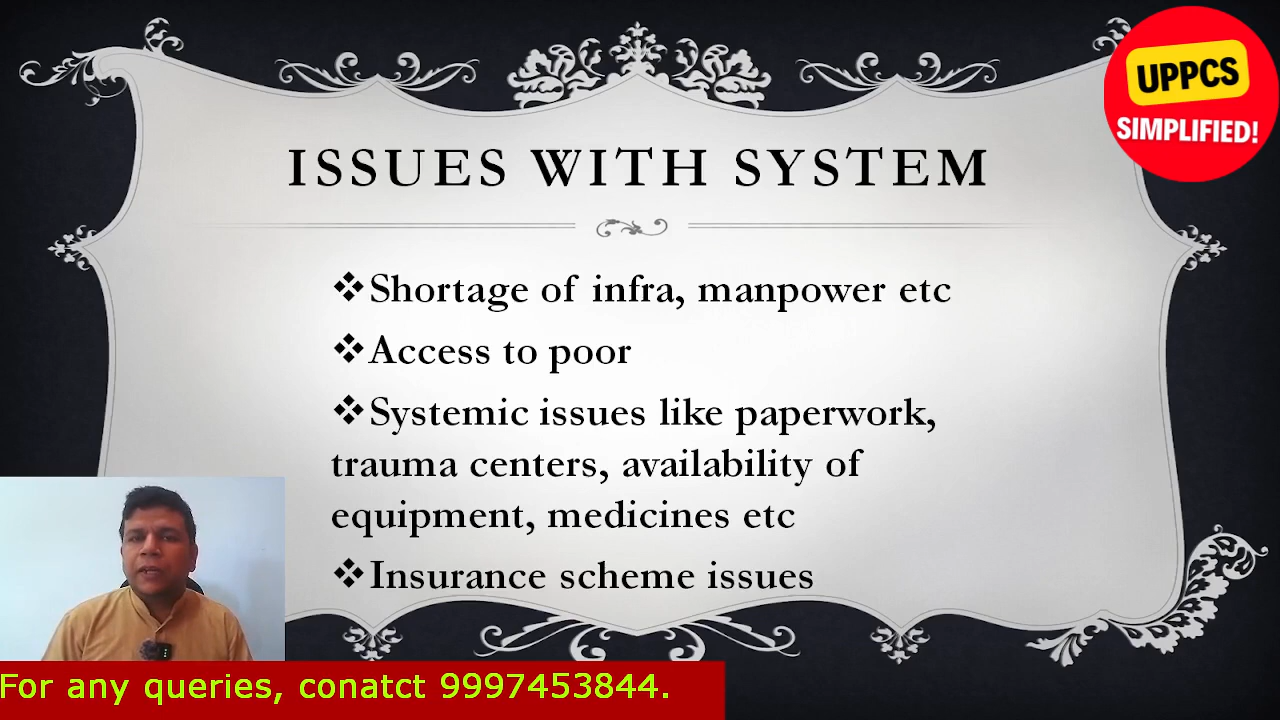 UPPCS
SIMPLIFIED!
ISSUES WITH SYSTEM
❖Shortage of infra, manpower etc
❖Access to poor
❖Systemic issues like paperwork,
trauma centers, availability of
equipment, medicines etc
❖Insurance scheme issues
For any queries, conatct 9997453844.